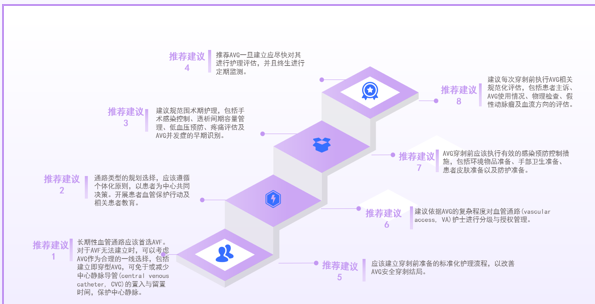 推荐建议
4
推荐AVG一旦建立应尽快对其
进行护理评估，并且终生进行
定期监测。
推荐建议
3
建议规范围术期护理，包括手
术感染控制、透析间期容量管
理、低血压预防、疼痛评估及
AVG并发症的早期识别。
推荐建议
2
通路类型的规划选择，应该遵循
个体化原则，以患者为中心共同
决策。开展患者血管保护行动及
相关患者教育。
推荐建议
1
长期性血管通路应该首选AVF。
对于AVF无法建立时，可以考虑
AVG作为合理的一线选择，包括
建立即穿型AVG，可免于或减少
中心静脉导管(central venous
catheter, CVC)的置入与留置
时间，保护中心静脉。
推荐建议
8
建议每次穿刺前执行AVG相关
规范化评估，包括患者主诉、
AVG使用情况、物理检查、假
性动脉瘤及血流方向的评估。
推荐建议
7
AVG穿刺前应该执行有效的感染预防控制措
施，包括环境物品准备、手部卫生准备、
患者皮肤准备以及防护准备。
推荐建议
6
建议依据AVG的复杂程度对血管通路(vascular
access, VA)护士进行分级与授权管理。
推荐建议
5
应该建立穿刺前准备的标准化护理流程，以改善
AVG安全穿刺结局。